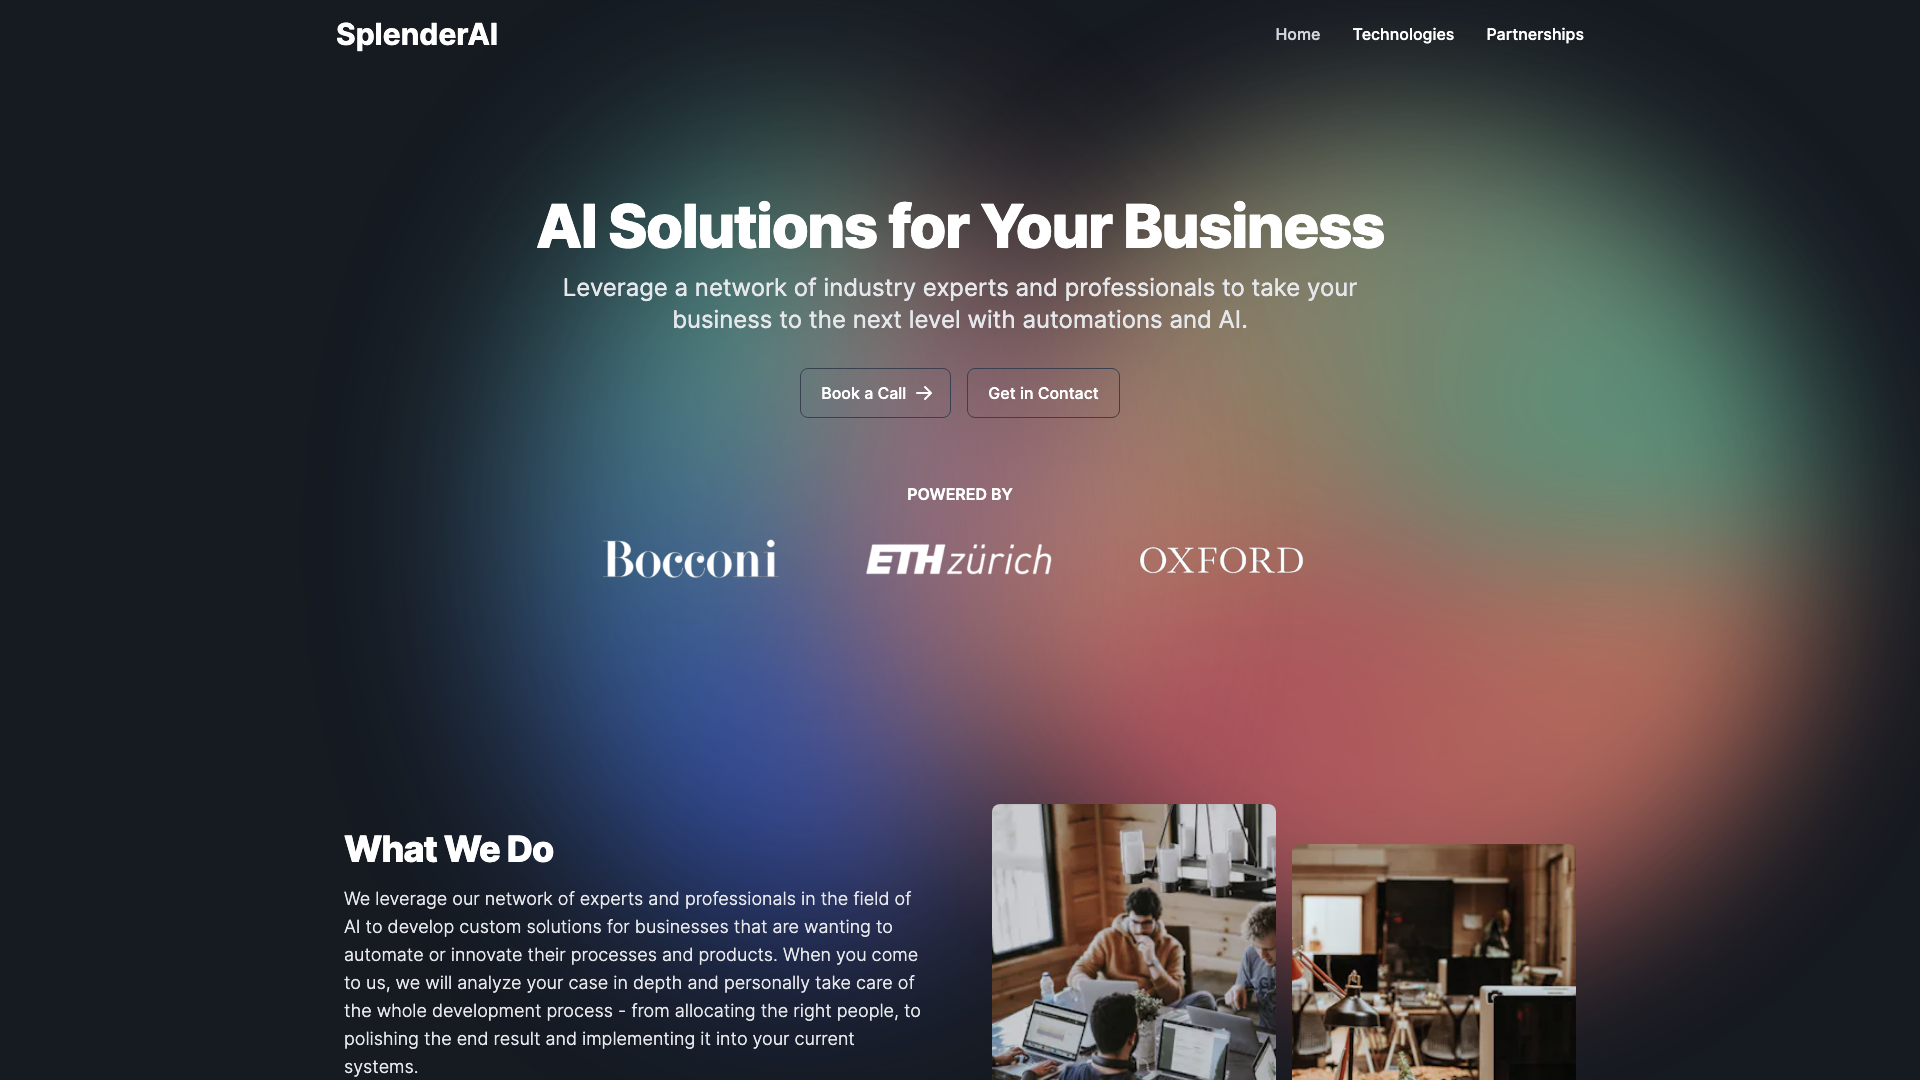 SplenderAI
Home
Technologies
Partnerships
AI Solutions for Your Business
Leverage a network of industry experts and professionals to take your
business to the next level with automations and AI.
Book a Call →
Get in Contact
POWERED BY
Bocconi
ETH zürich
OXFORD
What We Do
We leverage our network of experts and professionals in the field of
AI to develop custom solutions for businesses that are wanting to
automate or innovate their processes and products. When you come
to us, we will analyze your case in depth and personally take care of
the whole development process - from allocating the right people, to
polishing the end result and implementing it into your current
systems.